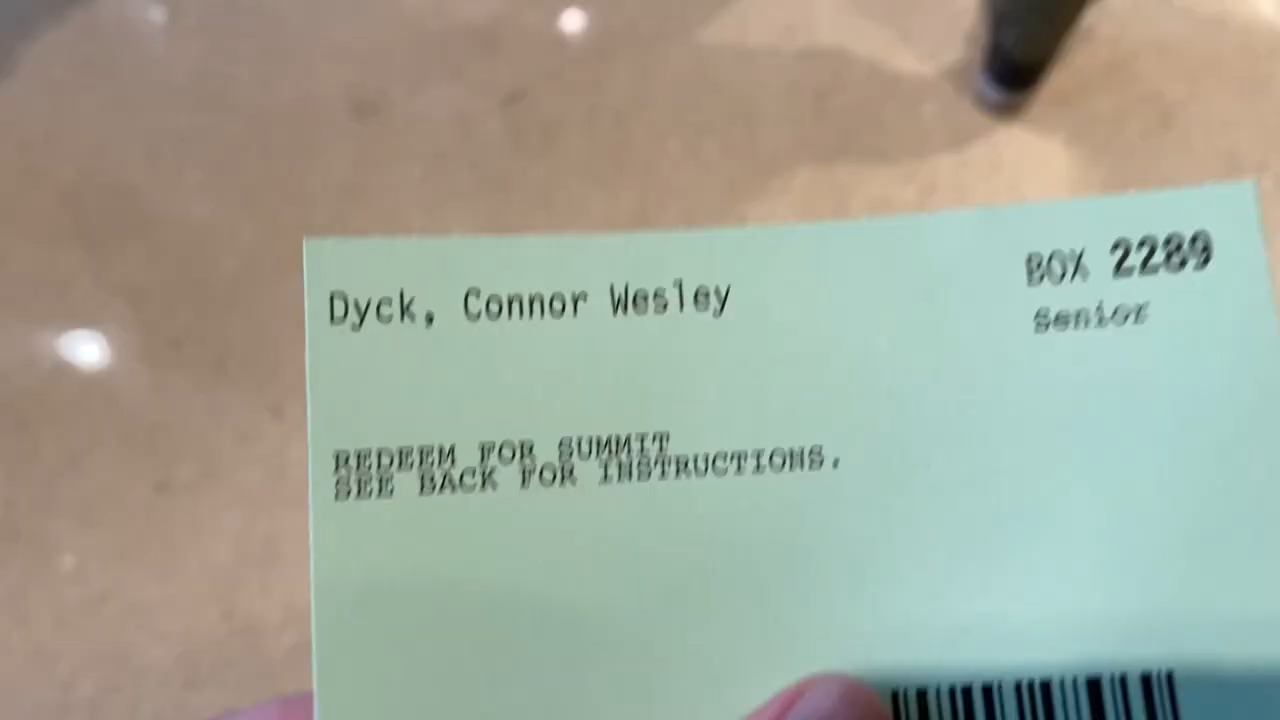 Dyck, Connor Wesley
BOX 2289
Senior
REDEEM FOR SUMMIT
SEE BACK FOR INSTRUCTIONS.